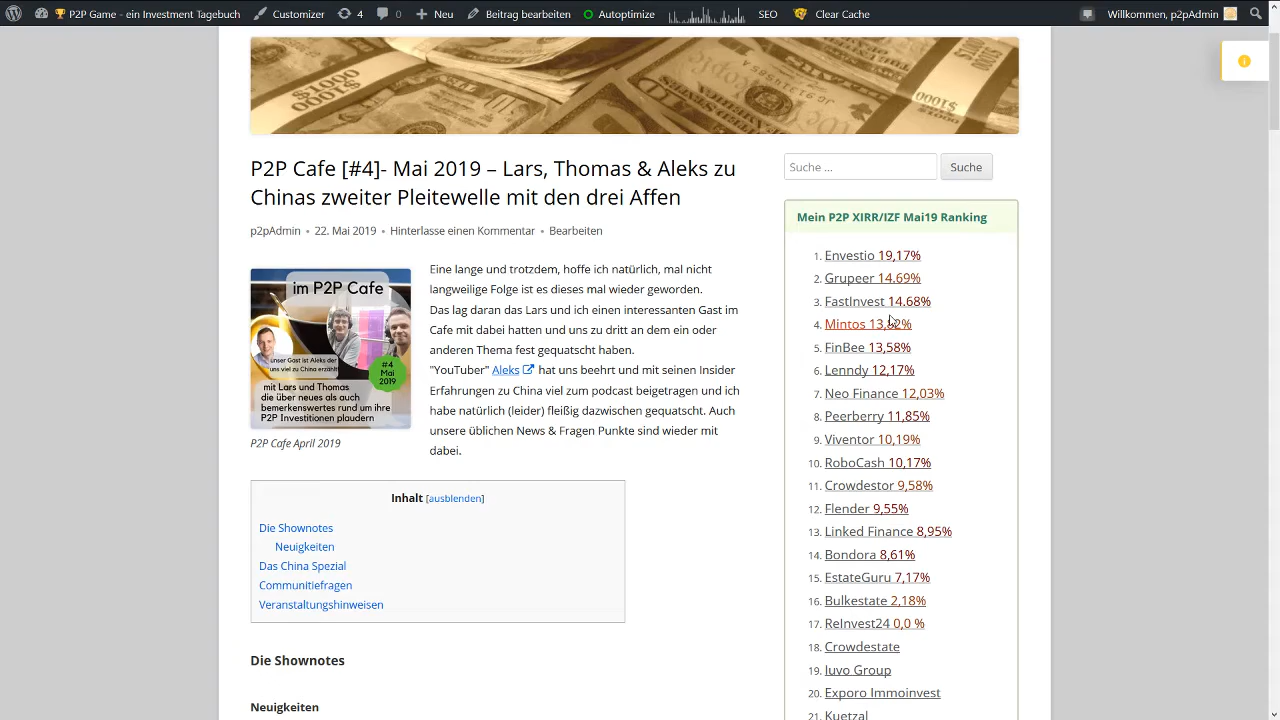 P2P Cafe - ein Investment Tagebuch Customizer 4 0 Neu Beitrag bearbeiten Autoptimize SEO Clear Cache Willkommen, p2pAdmin
P2P Cafe [#4]- Mai 2019 – Lars, Thomas & Aleks zu
Chinas zweiter Pleitewelle mit den drei Affen
p2pAdmin • 22. Mai 2019 • Hinterlasse einen Kommentar • Bearbeiten
im P2P Cafe
unser Gast ist Aleks der
uns viel zu China erzählt!
#4
Mai
2019
mit Lars und Thomas
die über neues als auch
bemerkenswertes rund um ihre
P2P Investitionen plaudern
P2P Cafe April 2019
Eine lange und trotzdem, hoffe ich natürlich, mal nicht
langweilige Folge ist es dieses mal wieder geworden.
Das lag daran das Lars und ich einen interessanten Gast im
Cafe mit dabei hatten und uns zu dritt an dem ein oder
anderen Thema fest gequatscht haben.
"YouTuber" Aleks hat uns beehrt und mit seinen Insider
Erfahrungen zu China viel zum podcast beigetragen und ich
habe natürlich (leider) fleißig dazwischen gequatscht. Auch
unsere üblichen News & Fragen Punkte sind wieder mit
dabei.
Inhalt [ausblenden]
Die Shownotes
Neuigkeiten
Das China Spezial
Communitiefragen
Veranstaltungshinweisen
Die Shownotes
Neuigkeiten
Suche ... Suche
Mein P2P XIRR/IZF Mai19 Ranking
1. Envestio 19,17%
2. Grupeer 14.69%
3. FastInvest 14.68%
4. Mintos
5. FinBee 13,58%
6. Lenndy 12,17%
7. Neo Finance 12,03%
8. Peerberry 11,85%
9. Viventor 10,19%
10. RoboCash 10,17%
11. Crowdestor 9,58%
12. Flender 9,55%
13. Linked Finance 8,95%
14. Bondora 8,61%
15. EstateGuru 7,17%
16. Bulkestate 2,18%
17. ReInvest24 0,0 %
18. Crowdestate
19. Iuvo Group
20. Exporo Immoinvest
21. Kuetzal